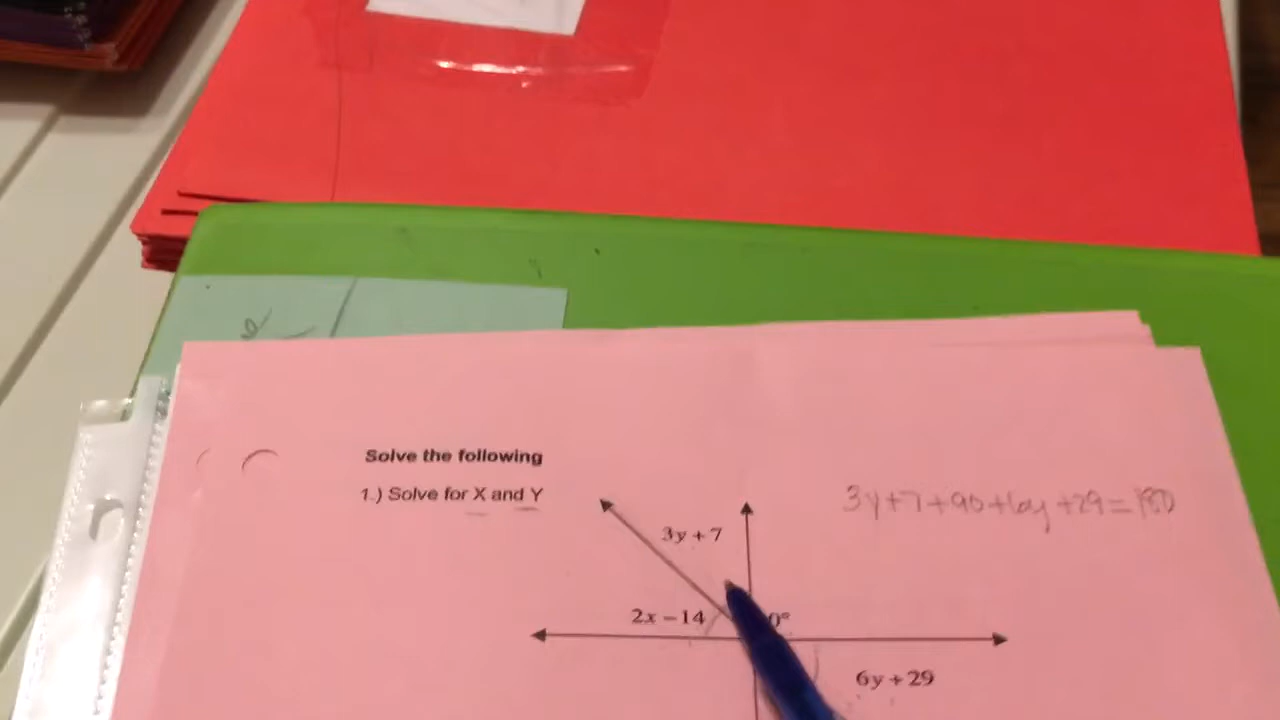 Solve the following
1.) Solve for X and Y
3y+7+90+6y+29=180
3y + 7
2x – 14
0°
6y + 29